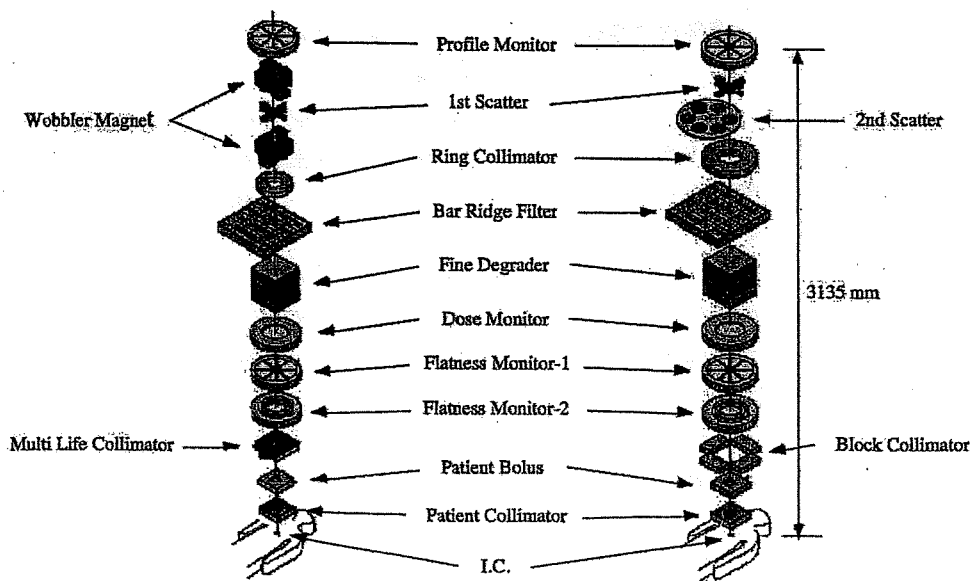 Profile Monitor
1st Scatter
Wobbler Magnet
2nd Scatter
Ring Collimator
Bar Ridge Filter
Fine Degrader
3135 mm
Dose Monitor
Flatness Monitor-1
Flatness Monitor-2
Multi Life Collimator
Block Collimator
Patient Bolus
Patient Collimator
I.C.